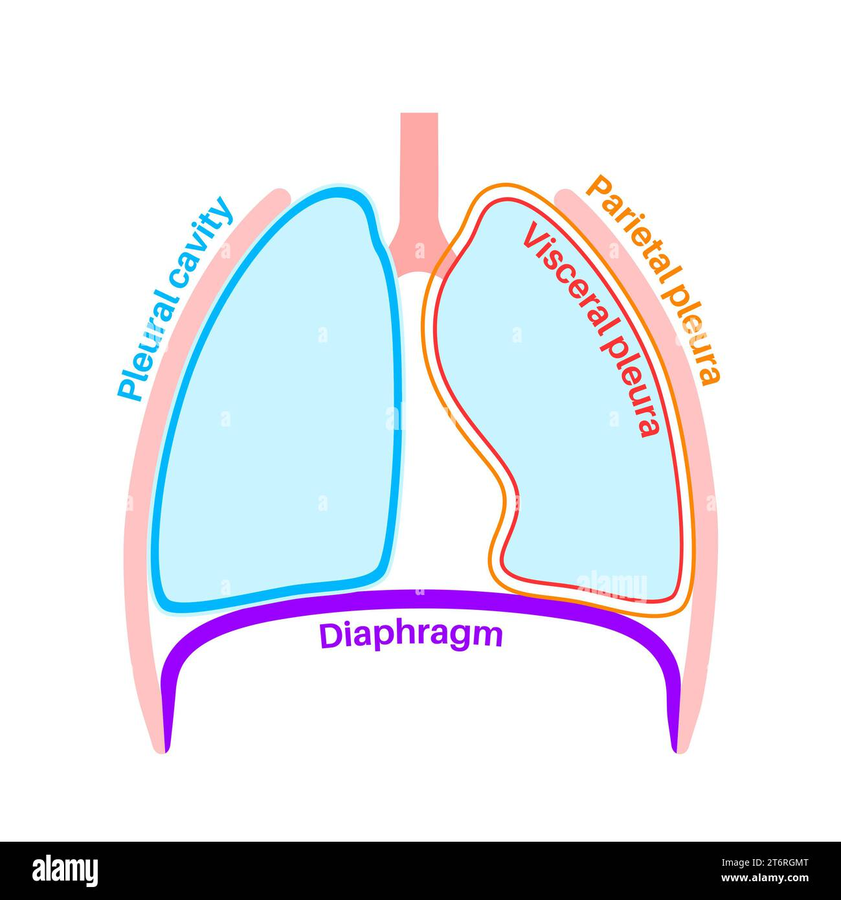 Pleural cavity
Parietal pleura
Visceral pleura
Diaphragm
alamy
a
alamy
Image ID: 2T6RGMT
www.alamy.com